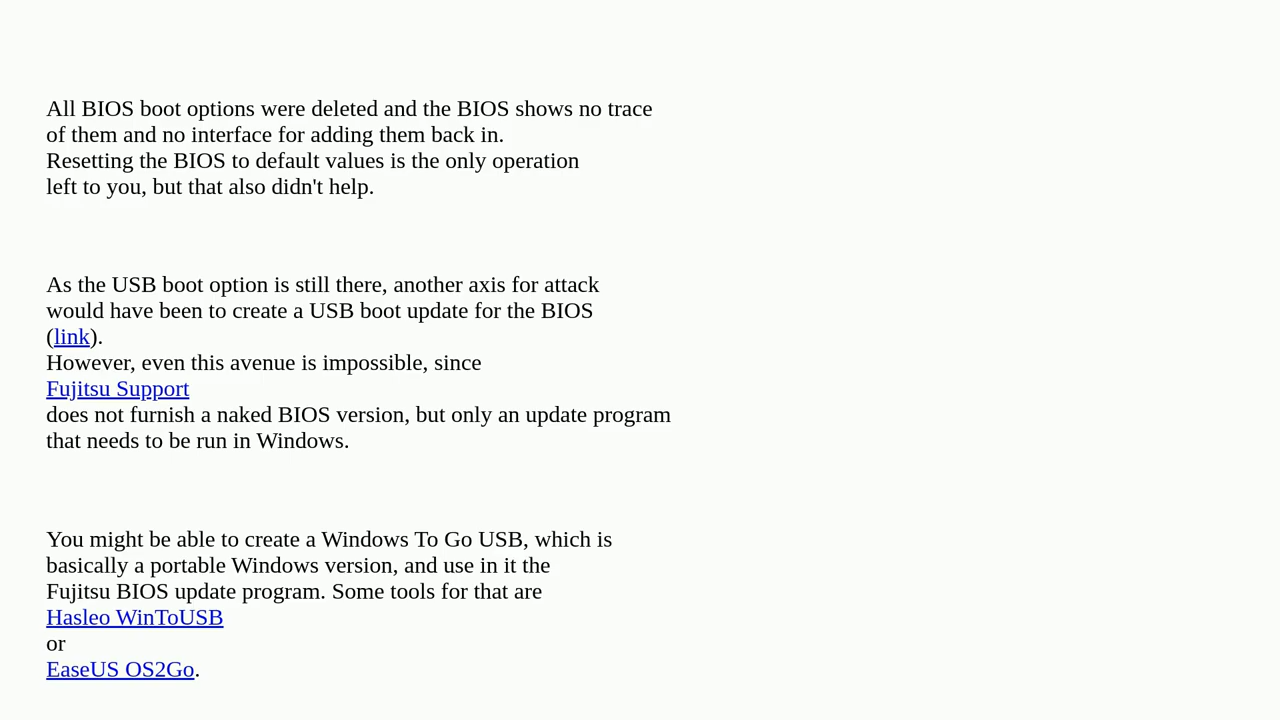 All BIOS boot options were deleted and the BIOS shows no trace
of them and no interface for adding them back in.
Resetting the BIOS to default values is the only operation
left to you, but that also didn't help.
As the USB boot option is still there, another axis for attack
would have been to create a USB boot update for the BIOS
(link).
However, even this avenue is impossible, since
Fujitsu Support
does not furnish a naked BIOS version, but only an update program
that needs to be run in Windows.
You might be able to create a Windows To Go USB, which is
basically a portable Windows version, and use in it the
Fujitsu BIOS update program. Some tools for that are
Hasleo WinToUSB
or
EaseUS OS2Go.